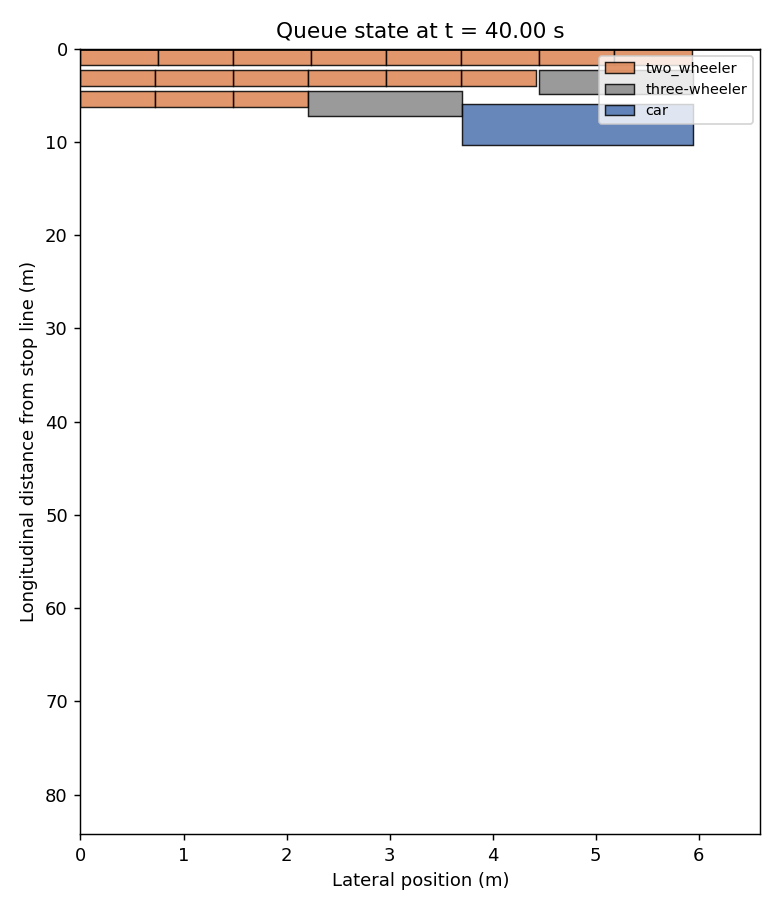 Queue state at t = 40.00 s
two_wheeler
three-wheeler
car
Longitudinal distance from stop line (m)
0
10
20
30
40
50
60
70
80
0 1 2 3 4 5 6
Lateral position (m)